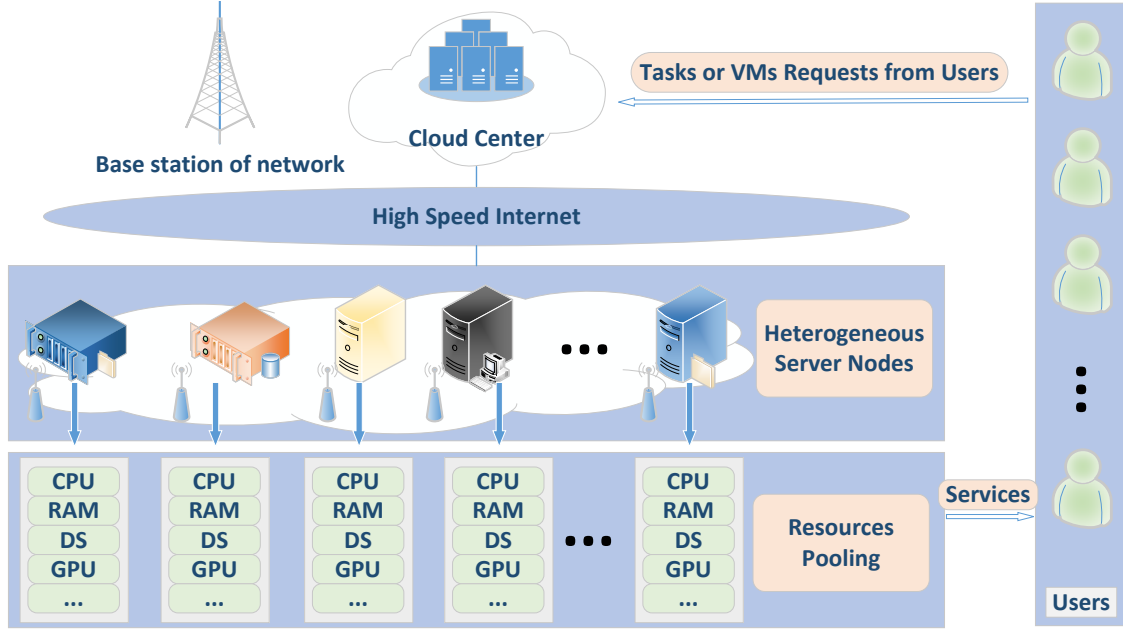 Tasks or VMs Requests from Users
Cloud Center
Base station of network
High Speed Internet
Heterogeneous
Server Nodes
CPU
RAM
DS
GPU
...
CPU
RAM
DS
GPU
...
CPU
RAM
DS
GPU
...
CPU
RAM
DS
GPU
...
CPU
RAM
DS
GPU
...
Resources
Pooling
Services
Users